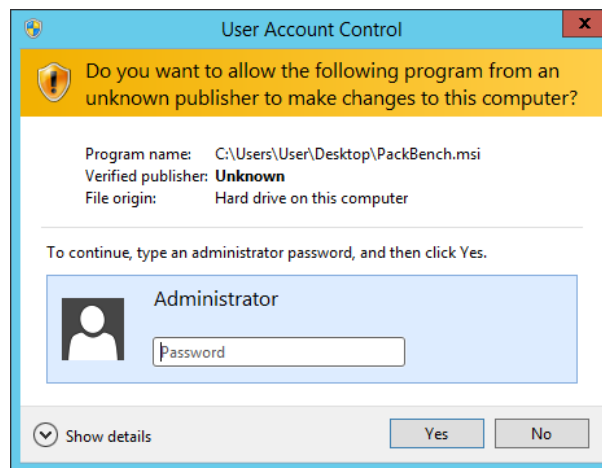 User Account Control
x
Do you want to allow the following program from an
unknown publisher to make changes to this computer?
Program name: C:\Users\User\Desktop\PackBench.msi
Verified publisher: Unknown
File origin: Hard drive on this computer
To continue, type an administrator password, and then click Yes.
Administrator
Password
Show details Yes No